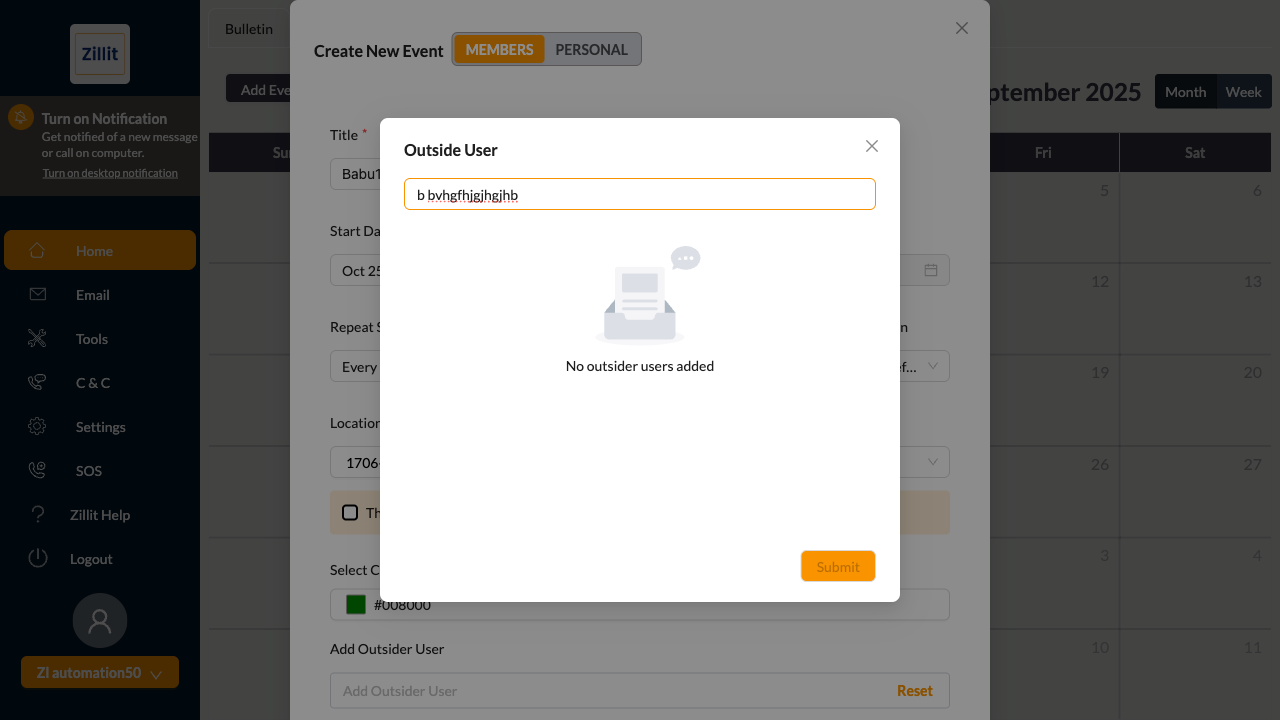 Zillit
Turn on Notification
Get notified of a new message
or call on computer.
Turn on desktop notification
Home
Email
Tools
C & C
Settings
SOS
Zillit Help
Logout
ZI automation50
Bulletin
Create New Event
MEMBERS
PERSONAL
Add Eve
ptember 2025
Month
Week
Su
Fri
Sat
5
6
12
13
19
20
26
27
3
4
10
11
Title *
Babu1
Start Da
Oct 25
Repeat S
n
Every
ef...
Location
1706
Th
Select C
#008000
Add Outsider User
Add Outsider User
Reset
Outside User
b bvhgfhjgjhgjhb
No outsider users added
Submit